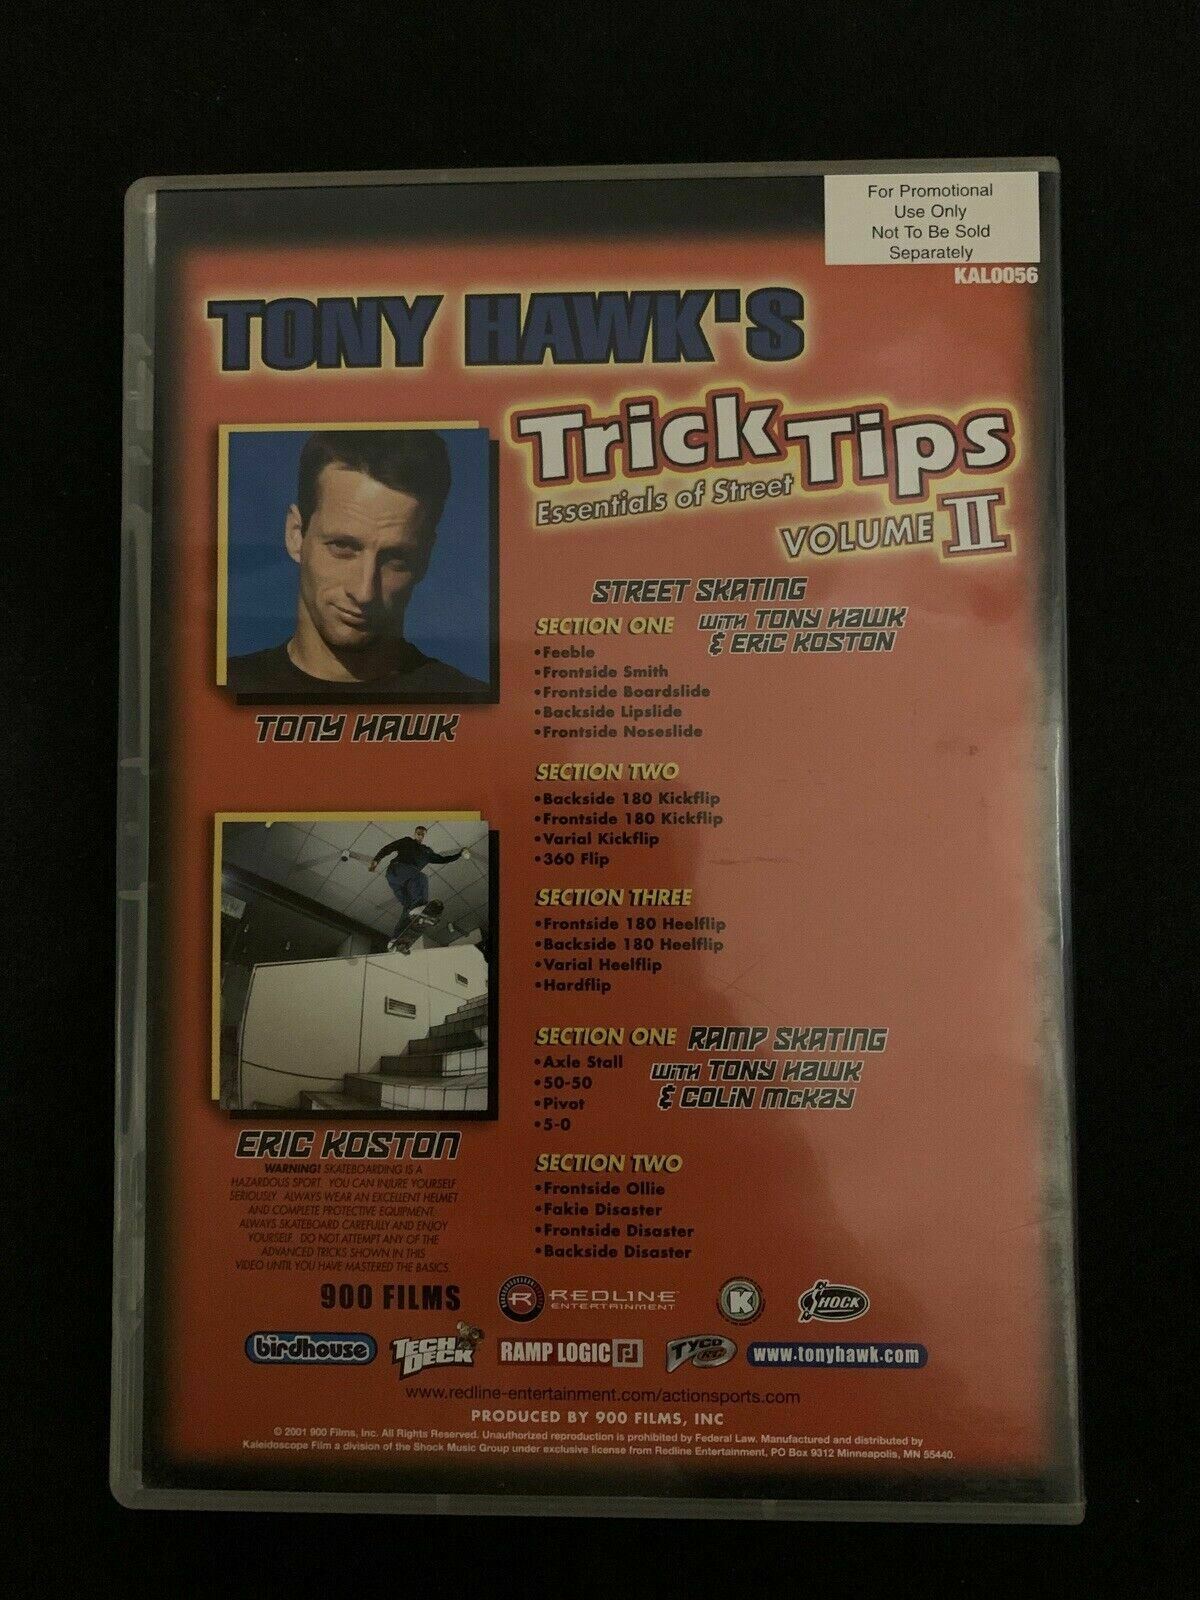 For Promotional
Use Only
Not To Be Sold
Separately
KAL0056
TONY HAWK'S
Trick Tips
Essentials of Street
VOLUME II
TONY HAWK
STREET SKATING
WITH TONY HAWK
& ERIC KOSTON
SECTION ONE
•Feeble
•Frontside Smith
•Frontside Boardslide
•Backside Lipslide
•Frontside Noseslide
SECTION TWO
•Backside 180 Kickflip
•Frontside 180 Kickflip
•Varial Kickflip
•360 Flip
SECTION THREE
•Frontside 180 Heelflip
•Backside 180 Heelflip
•Varial Heelflip
•Hardflip
RAMP SKATING
WITH TONY HAWK
& COLIN MCKAY
SECTION ONE
•Axle Stall
•50-50
•Pivot
•5-0
SECTION TWO
•Frontside Ollie
•Fakie Disaster
•Frontside Disaster
•Backside Disaster
ERIC KOSTON
WARNING! SKATEBOARDING IS A
HAZARDOUS SPORT. YOU CAN INJURE YOURSELF
SERIOUSLY. ALWAYS WEAR AN EXCELLENT HELMET
AND COMPLETE PROTECTIVE EQUIPMENT.
ALWAYS SKATEBOARD CAREFULLY AND ENJOY
YOURSELF. DO NOT ATTEMPT ANY OF THE
ADVANCED TRICKS SHOWN IN THIS
VIDEO UNTIL YOU HAVE MASTERED THE BASICS.
900 FILMS
R REDLINE
ENTERTAINMENT
K
SHOCK
birdhouse
TECH
DECK
RAMP LOGIC
TYCO R/C
www.tonyhawk.com
www.redline-entertainment.com/actionsports.com
PRODUCED BY 900 FILMS, INC
© 2001 900 Films, Inc. All Rights Reserved. Unauthorized reproduction is prohibited by Federal Law. Manufactured and distributed by
Kaleidoscope Film a division of the Shock Music Group under exclusive license from Redline Entertainment, PO Box 9312 Minneapolis, MN 55440.